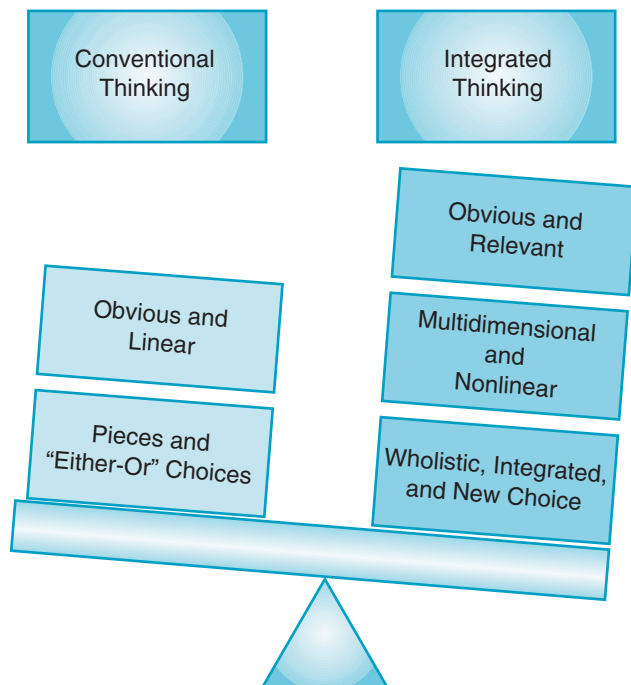 Conventional
Thinking
Integrated
Thinking
Obvious and
Linear
Pieces and
“Either-Or” Choices
Obvious and
Relevant
Multidimensional
and
Nonlinear
Wholistic, Integrated,
and New Choice